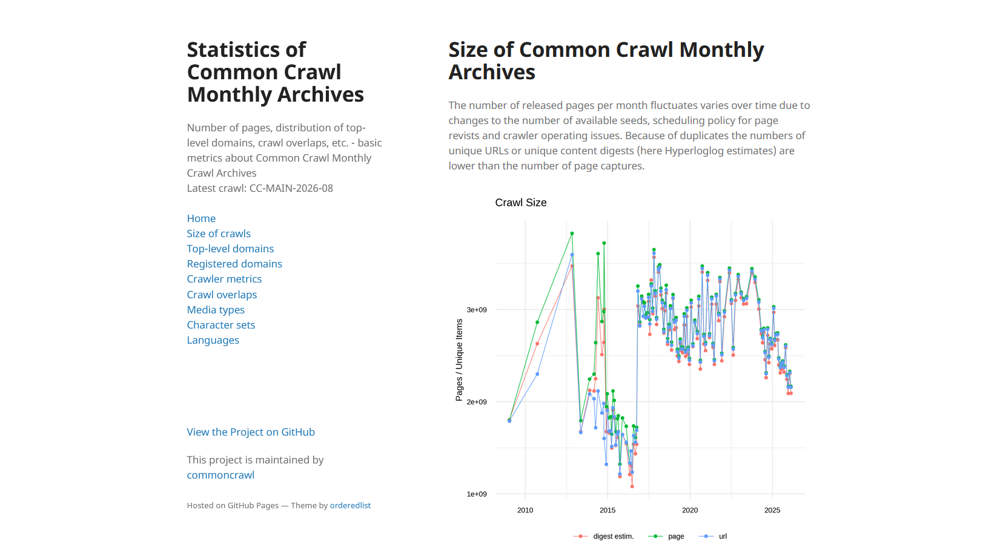 Statistics of
Common Crawl
Monthly Archives
Number of pages, distribution of top-
level domains, crawl overlaps, etc. - basic
metrics about Common Crawl Monthly
Crawl Archives
Latest crawl: CC-MAIN-2026-08
Home
Size of crawls
Top-level domains
Registered domains
Crawler metrics
Crawl overlaps
Media types
Character sets
Languages
View the Project on GitHub
This project is maintained by
commoncrawl
Hosted on GitHub Pages — Theme by orderedlist
Size of Common Crawl Monthly
Archives
The number of released pages per month fluctuates varies over time due to
changes to the number of available seeds, scheduling policy for page
revists and crawler operating issues. Because of duplicates the numbers of
unique URLs or unique content digests (here Hyperloglog estimates) are
lower than the number of page captures.
Crawl Size
Pages / Unique Items
3e+09
2e+09
1e+09
2010 2015 2020 2025
digest estim. page url